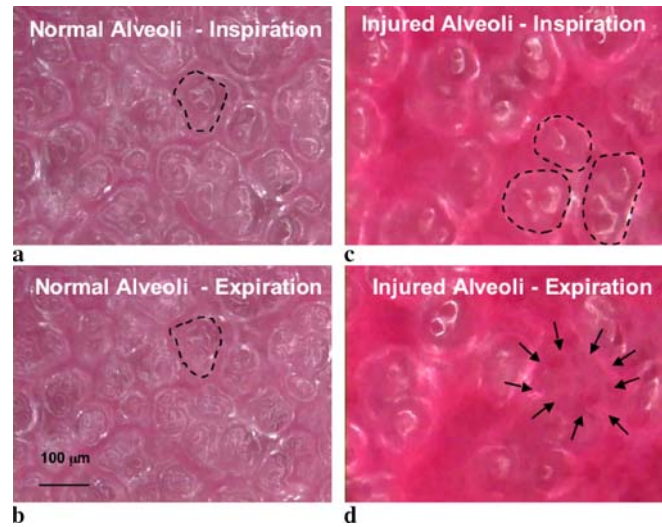 Normal Alveoli - Inspiration
Injured Alveoli - Inspiration
a
c
Normal Alveoli - Expiration
Injured Alveoli - Expiration
100 μm
b
d